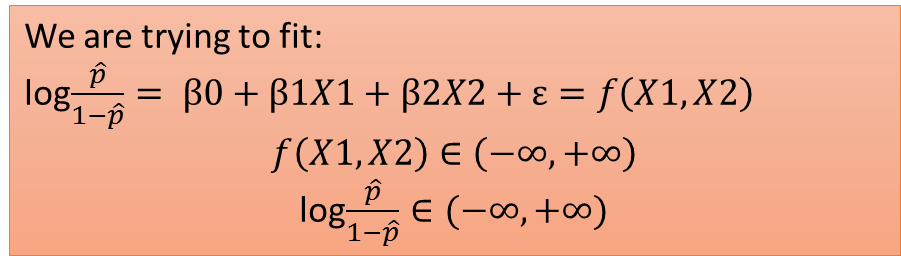 We are trying to fit:
log p̂/(1−p̂) = β0 + β1X1 + β2X2 + ε = f(X1, X2)
f(X1, X2) ∈ (−∞, +∞)
log p̂/(1−p̂) ∈ (−∞, +∞)